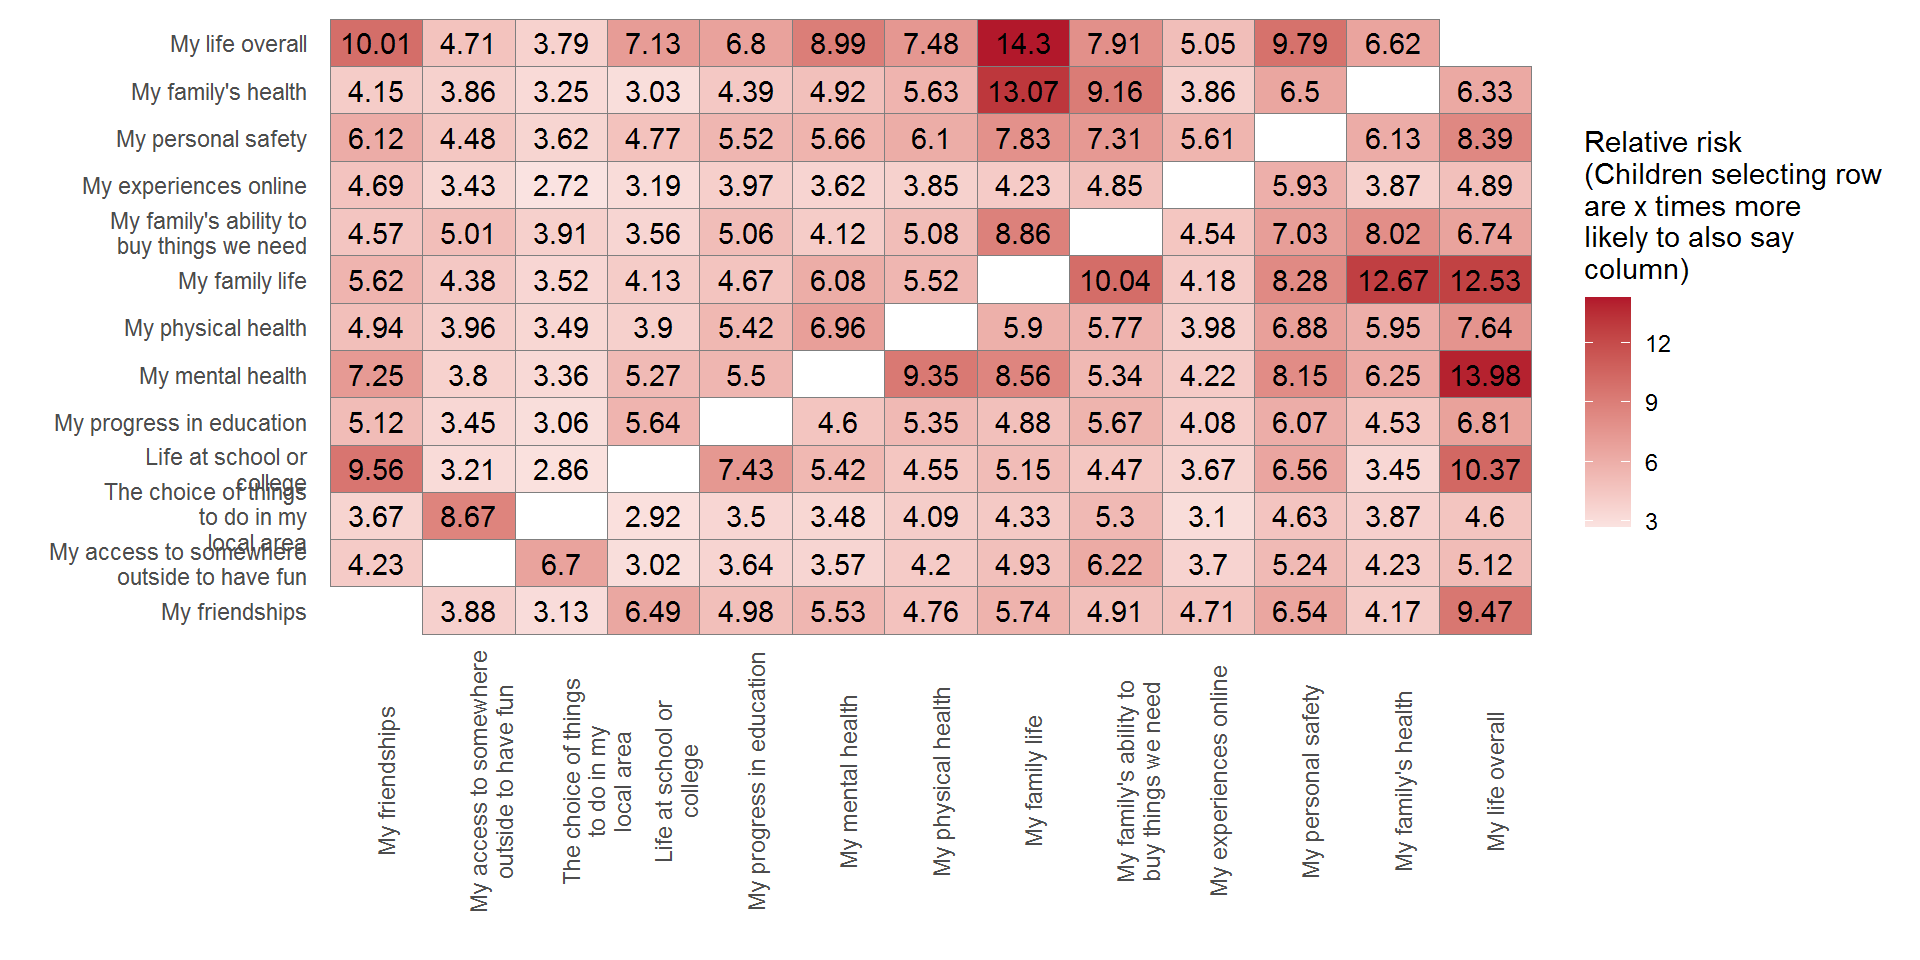 My life overall 10.01 4.71 3.79 7.13 6.8 8.99 7.48 14.3 7.91 5.05 9.79 6.62
My family's health 4.15 3.86 3.25 3.03 4.39 4.92 5.63 13.07 9.16 3.86 6.5 6.33
My personal safety 6.12 4.48 3.62 4.77 5.52 5.66 6.1 7.83 7.31 5.61 6.13 8.39
My experiences online 4.69 3.43 2.72 3.19 3.97 3.62 3.85 4.23 4.85 5.93 3.87 4.89
My family's ability to
buy things we need 4.57 5.01 3.91 3.56 5.06 4.12 5.08 8.86 4.54 7.03 8.02 6.74
My family life 5.62 4.38 3.52 4.13 4.67 6.08 5.52 10.04 4.18 8.28 12.67 12.53
My physical health 4.94 3.96 3.49 3.9 5.42 6.96 5.9 5.77 3.98 6.88 5.95 7.64
My mental health 7.25 3.8 3.36 5.27 5.5 9.35 8.56 5.34 4.22 8.15 6.25 13.98
My progress in education 5.12 3.45 3.06 5.64 4.6 5.35 4.88 5.67 4.08 6.07 4.53 6.81
Life at school or
college 9.56 3.21 2.86 7.43 5.42 4.55 5.15 4.47 3.67 6.56 3.45 10.37
The choice of things
to do in my
local area 3.67 8.67 2.92 3.5 3.48 4.09 4.33 5.3 3.1 4.63 3.87 4.6
My access to somewhere
outside to have fun 4.23 6.7 3.02 3.64 3.57 4.2 4.93 6.22 3.7 5.24 4.23 5.12
My friendships 3.88 3.13 6.49 4.98 5.53 4.76 5.74 4.91 4.71 6.54 4.17 9.47
My friendships
My access to somewhere
outside to have fun
The choice of things
to do in my
local area
Life at school or
college
My progress in education
My mental health
My physical health
My family life
My family's ability to
buy things we need
My experiences online
My personal safety
My family's health
My life overall
Relative risk
(Children selecting row
are x times more
likely to also say
column)
12
9
6
3